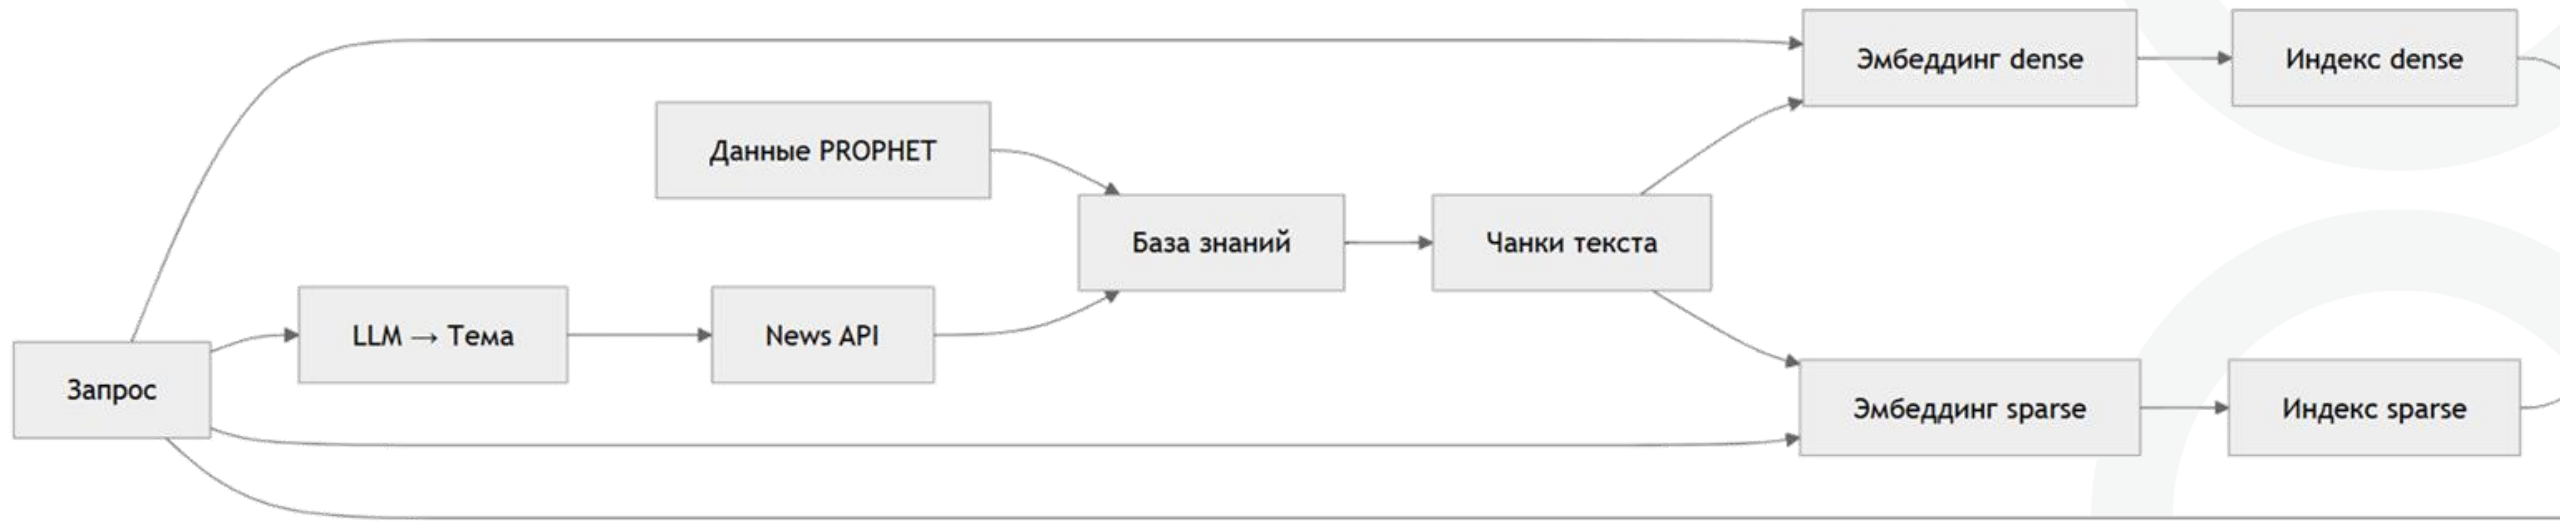 Эмбеддинг dense
Индекс dense
Данные PROPHET
База знаний
Чанки текста
LLM → Тема
News API
Запрос
Эмбеддинг sparse
Индекс sparse